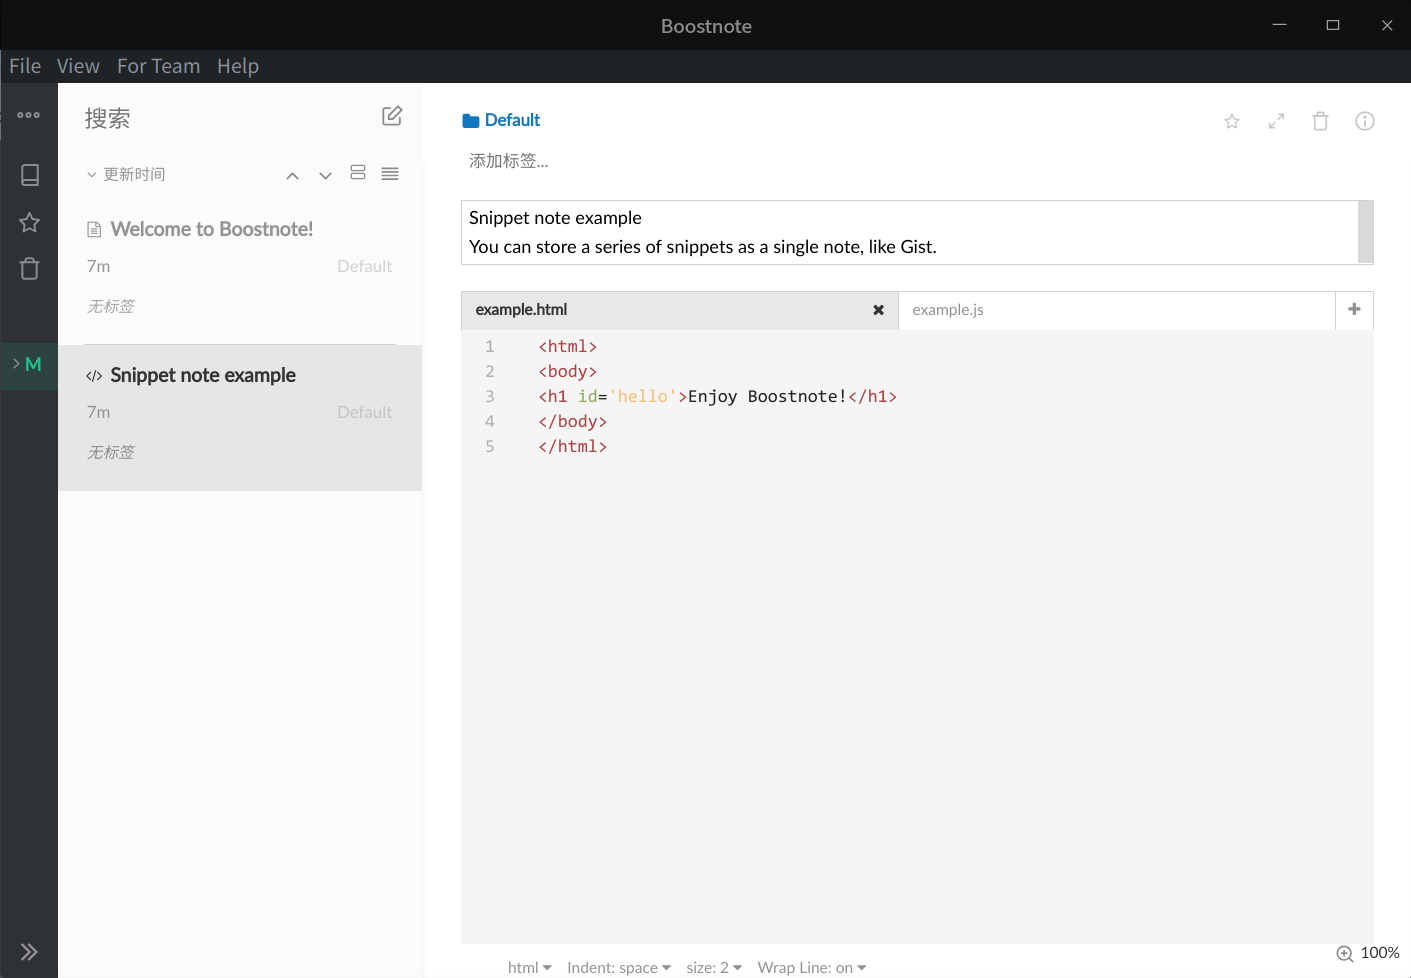 Boostnote
File View For Team Help
搜索
更新时间
Welcome to Boostnote!
7m Default
无标签
M
Snippet note example
7m Default
无标签
Default
添加标签...
Snippet note example
You can store a series of snippets as a single note, like Gist.
example.html example.js
1 <html>
2 <body>
3 <h1 id='hello'>Enjoy Boostnote!</h1>
4 </body>
5 </html>
100%
html Indent: space size: 2 Wrap Line: on